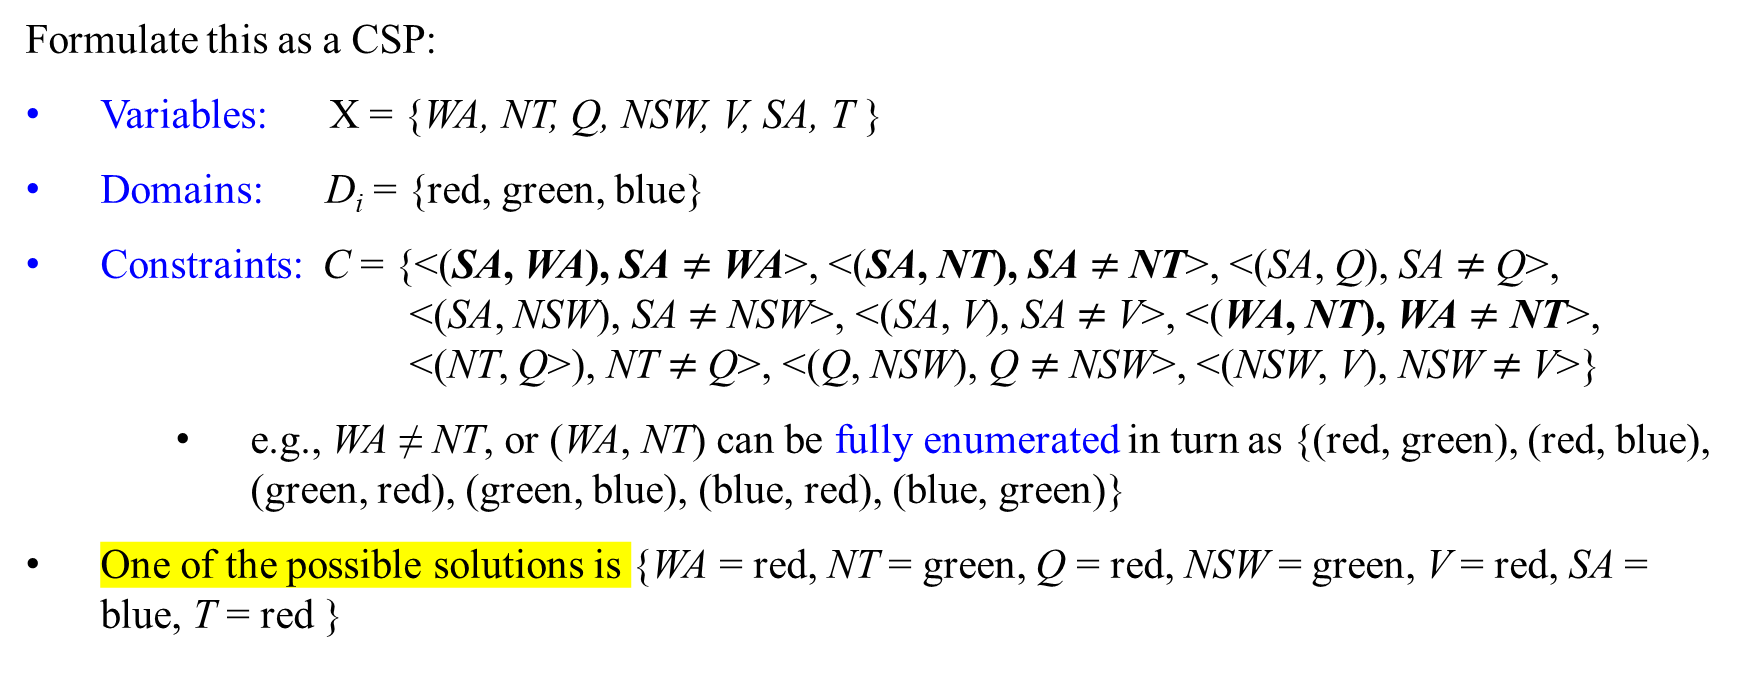 Formulate this as a CSP:
• Variables: X = {WA, NT, Q, NSW, V, SA, T }
• Domains: Di = {red, green, blue}
• Constraints: C = {<(SA, WA), SA ≠ WA>, <(SA, NT), SA ≠ NT>, <(SA, Q), SA ≠ Q>,
<(SA, NSW), SA ≠ NSW>, <(SA, V), SA ≠ V>, <(WA, NT), WA ≠ NT>,
<(NT, Q>), NT ≠ Q>, <(Q, NSW), Q ≠ NSW>, <(NSW, V), NSW ≠ V>}
• e.g., WA ≠ NT, or (WA, NT) can be fully enumerated in turn as {(red, green), (red, blue),
(green, red), (green, blue), (blue, red), (blue, green)}
• One of the possible solutions is {WA = red, NT = green, Q = red, NSW = green, V = red, SA =
blue, T = red }